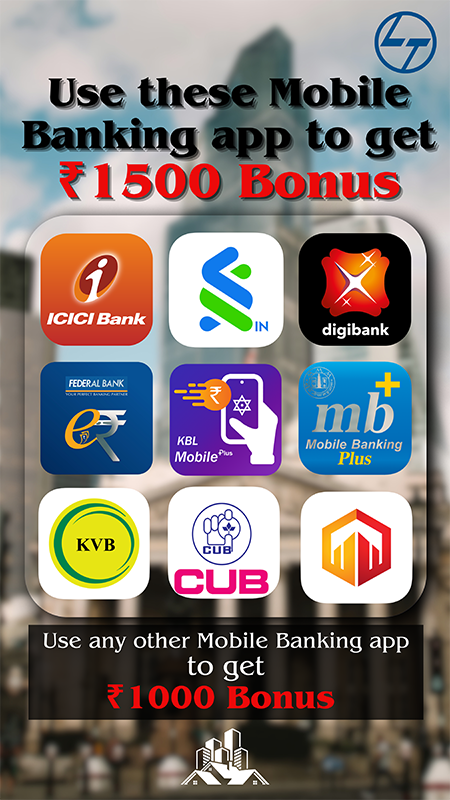 LT
Use these Mobile
Banking app to get
₹1500 Bonus
ICICI Bank
IN
digibank
FEDERAL BANK
YOUR PERFECT BANKING PARTNER
KBL
Mobile Plus
mb+
Mobile Banking
Plus
KVB
CUB
CUB
Use any other Mobile Banking app
to get
₹1000 Bonus